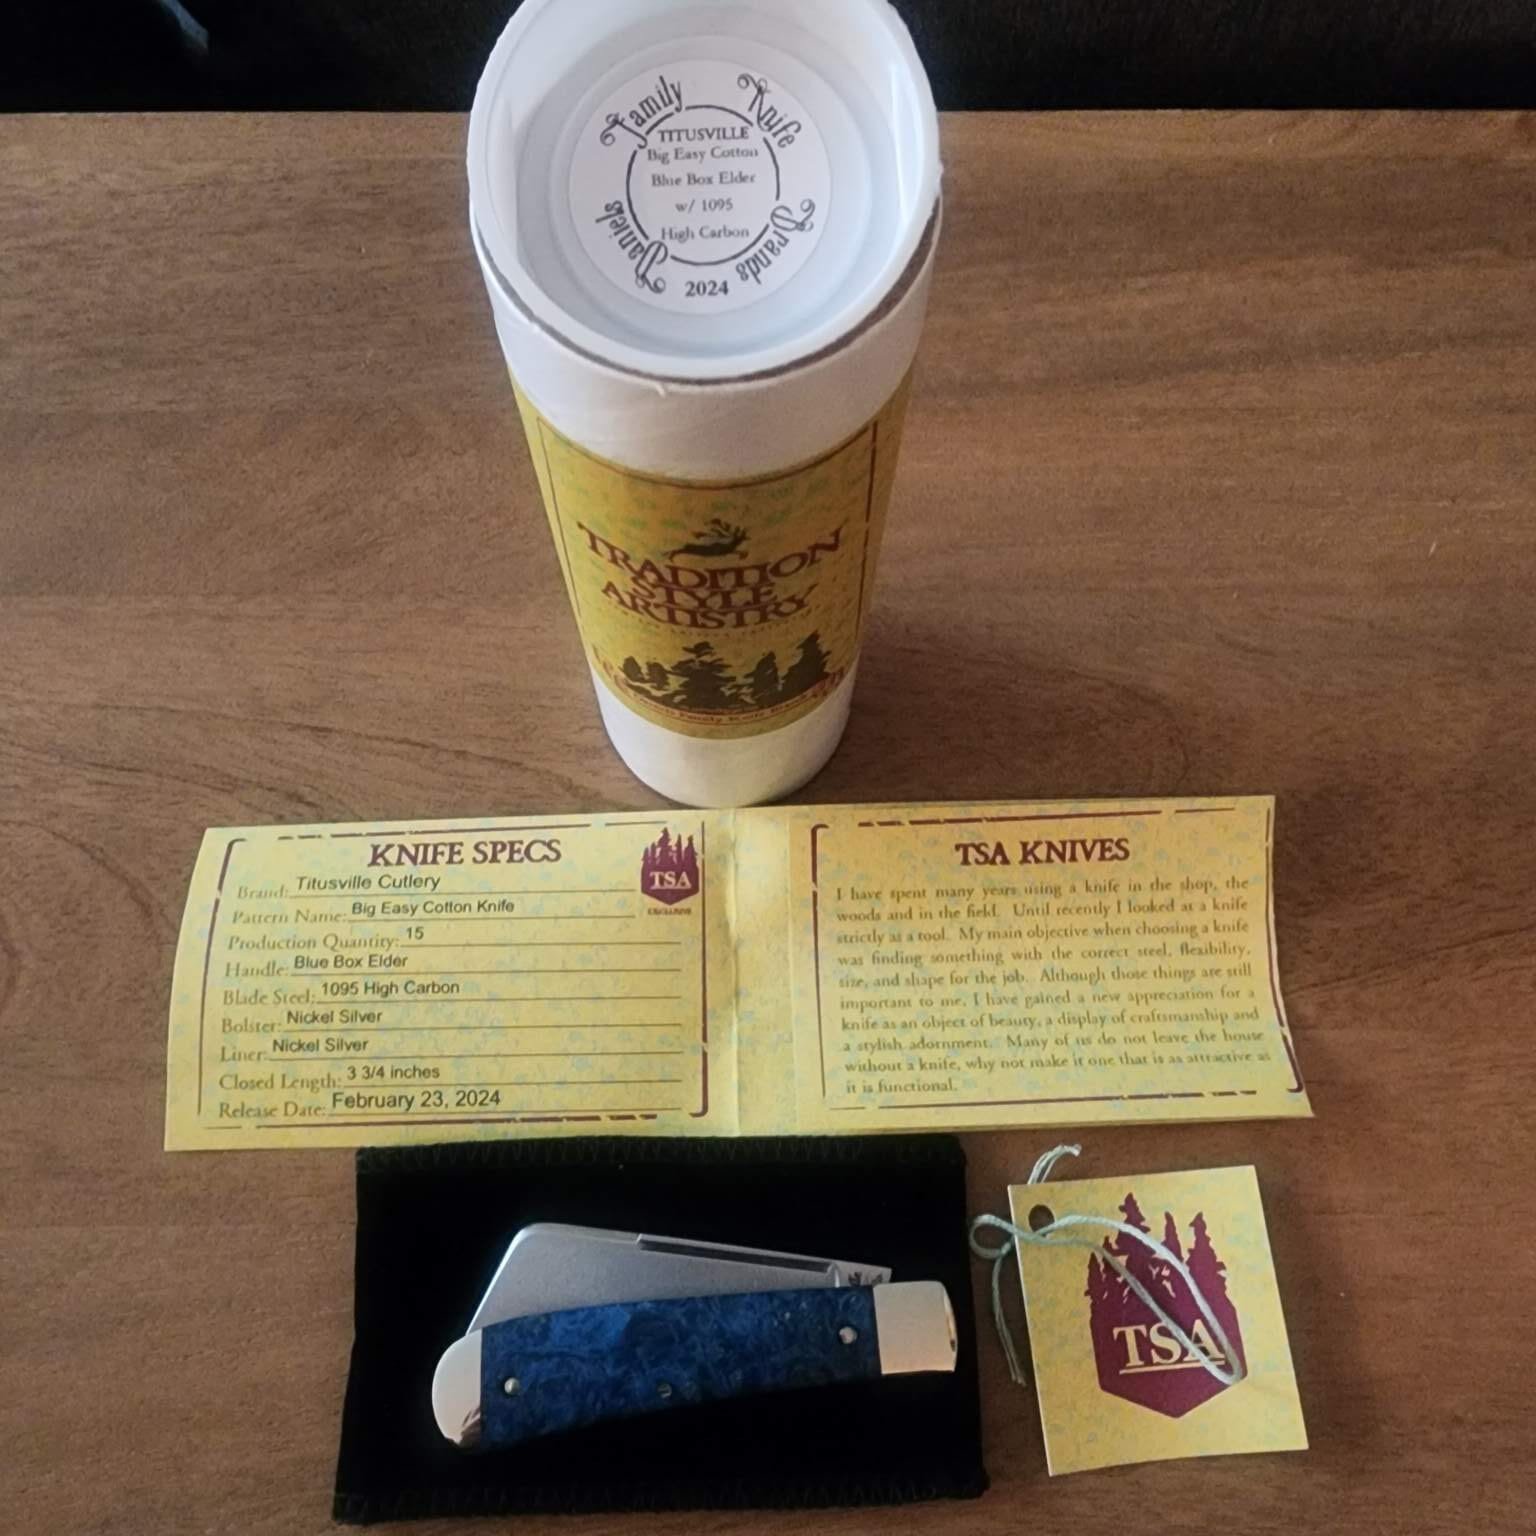 Daniels Family Knife Brands
TITUSVILLE
Big Easy Cotton
Blue Box Elder
w/ 1095
High Carbon
2024
TRADITION
STYLE
ARTISTRY
Family Knife
KNIFE SPECS
TSA
EXCLUSIVE
Brand: Titusville Cutlery
Pattern Name: Big Easy Cotton Knife
Production Quantity: 15
Handle: Blue Box Elder
Blade Steel: 1095 High Carbon
Bolster: Nickel Silver
Liner: Nickel Silver
Closed Length: 3 3/4 inches
Release Date: February 23, 2024
TSA KNIVES
I have spent many years using a knife in the shop, the
woods and in the field. Until recently I looked at a knife
strictly as a tool. My main objective when choosing a knife
was finding something with the correct steel, flexibility,
size, and shape for the job. Although those things are still
important to me, I have gained a new appreciation for a
knife as an object of beauty, a display of craftsmanship and
a stylish adornment. Many of us do not leave the house
without a knife, why not make it one that is as attractive as
it is functional.
TSA